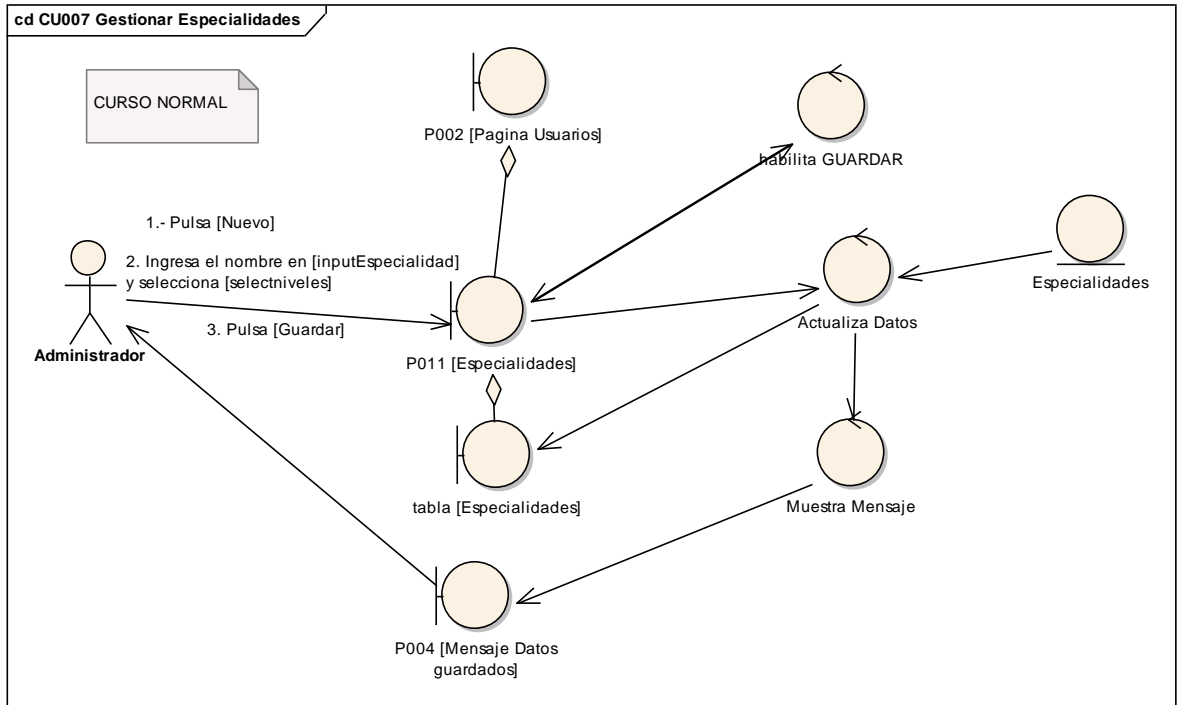 cd CU007 Gestionar Especialidades
CURSO NORMAL
P002 [Pagina Usuarios]
habilita GUARDAR
1.- Pulsa [Nuevo]
2. Ingresa el nombre en [inputEspecialidad]
y selecciona [selectniveles]
3. Pulsa [Guardar]
Administrador
P011 [Especialidades]
Actualiza Datos
Especialidades
tabla [Especialidades]
Muestra Mensaje
P004 [Mensaje Datos
guardados]